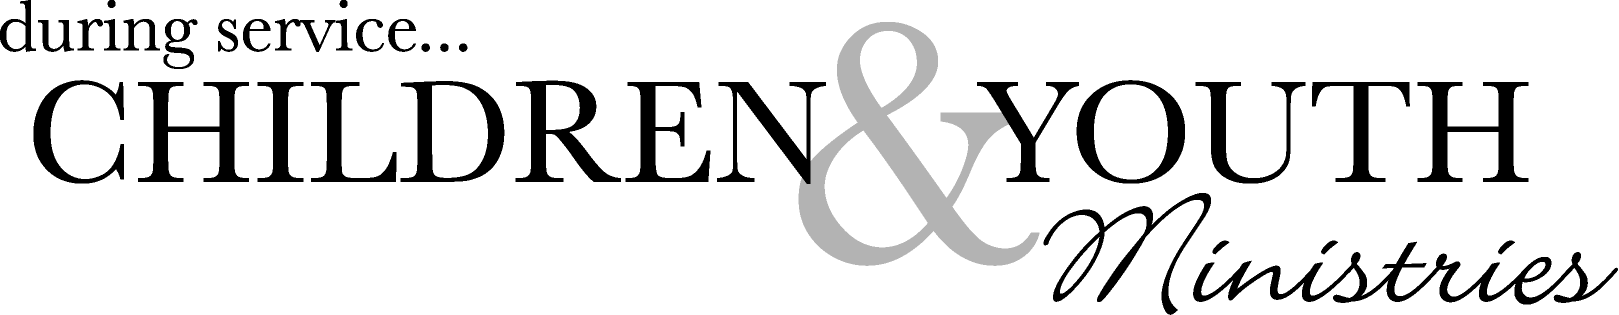 during service...
CHILDREN & YOUTH
Ministries